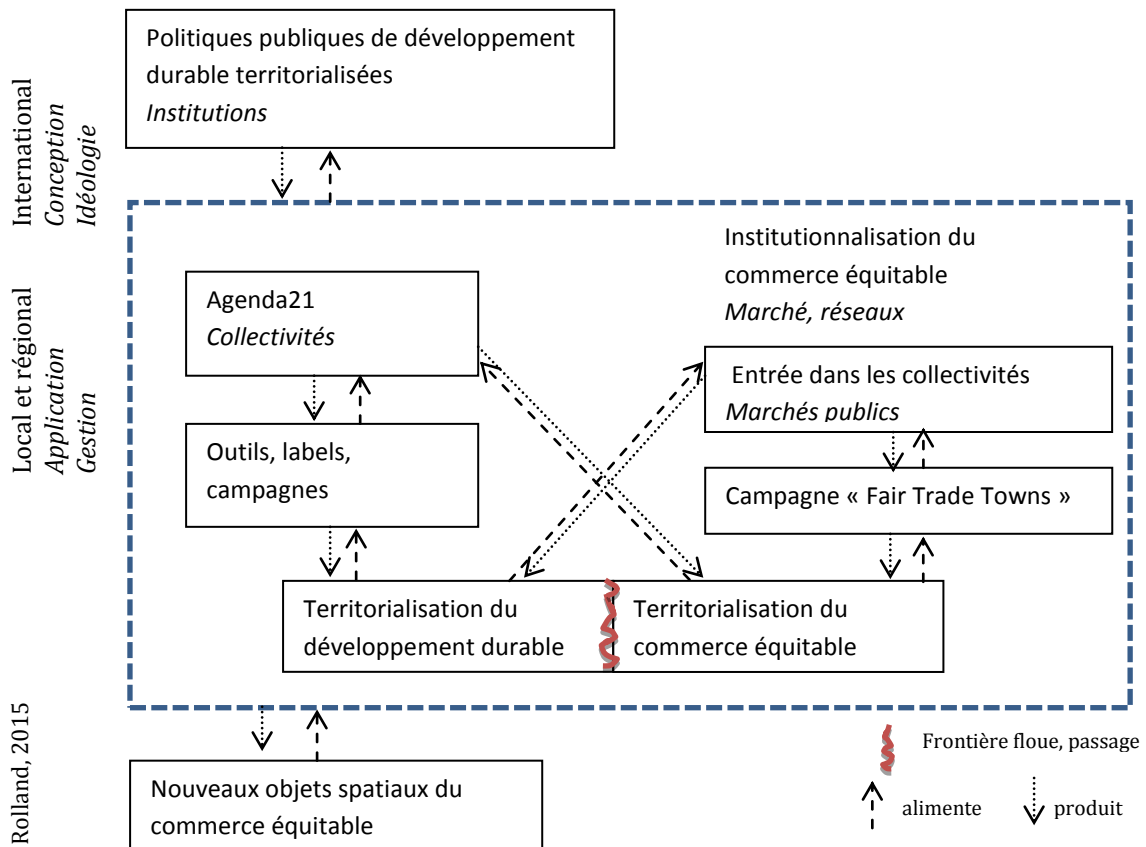 Politiques publiques de développement
durable territorialisées
Institutions
International
Conception
Idéologie
Institutionnalisation du
commerce équitable
Marché, réseaux
Agenda21
Collectivités
Entrée dans les collectivités
Marchés publics
Local et régional
Application
Gestion
Outils, labels,
campagnes
Campagne « Fair Trade Towns »
Territorialisation du
développement durable
Territorialisation du
commerce équitable
Rolland, 2015
Nouveaux objets spatiaux du
commerce équitable
Frontière floue, passage
alimente
produit